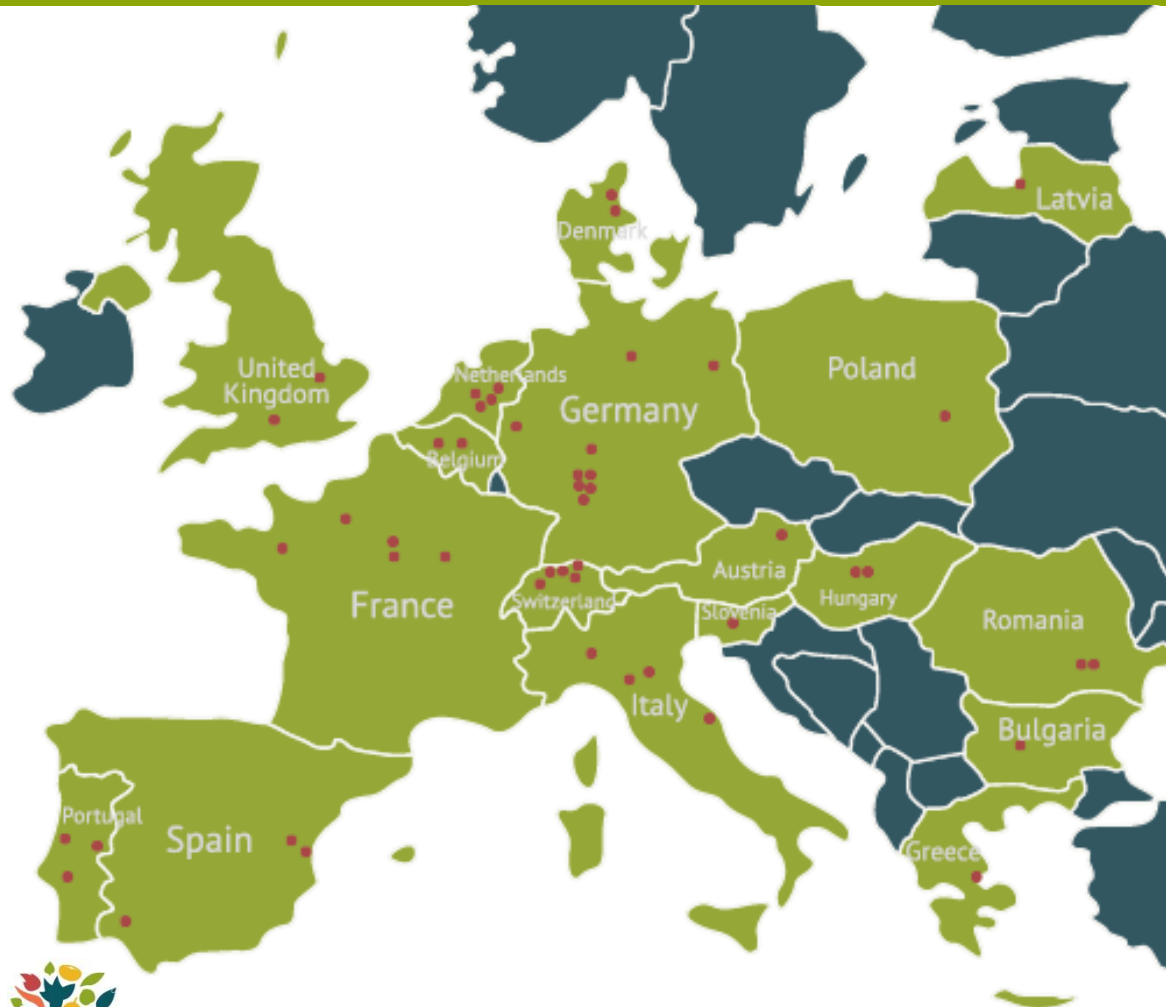 Latvia
Denmark
United
Kingdom
Netherlands
Poland
Germany
Belgium
Austria
Switzerland
Hungary
France
Slovenia
Romania
Italy
Bulgaria
Portugal
Spain
Greece